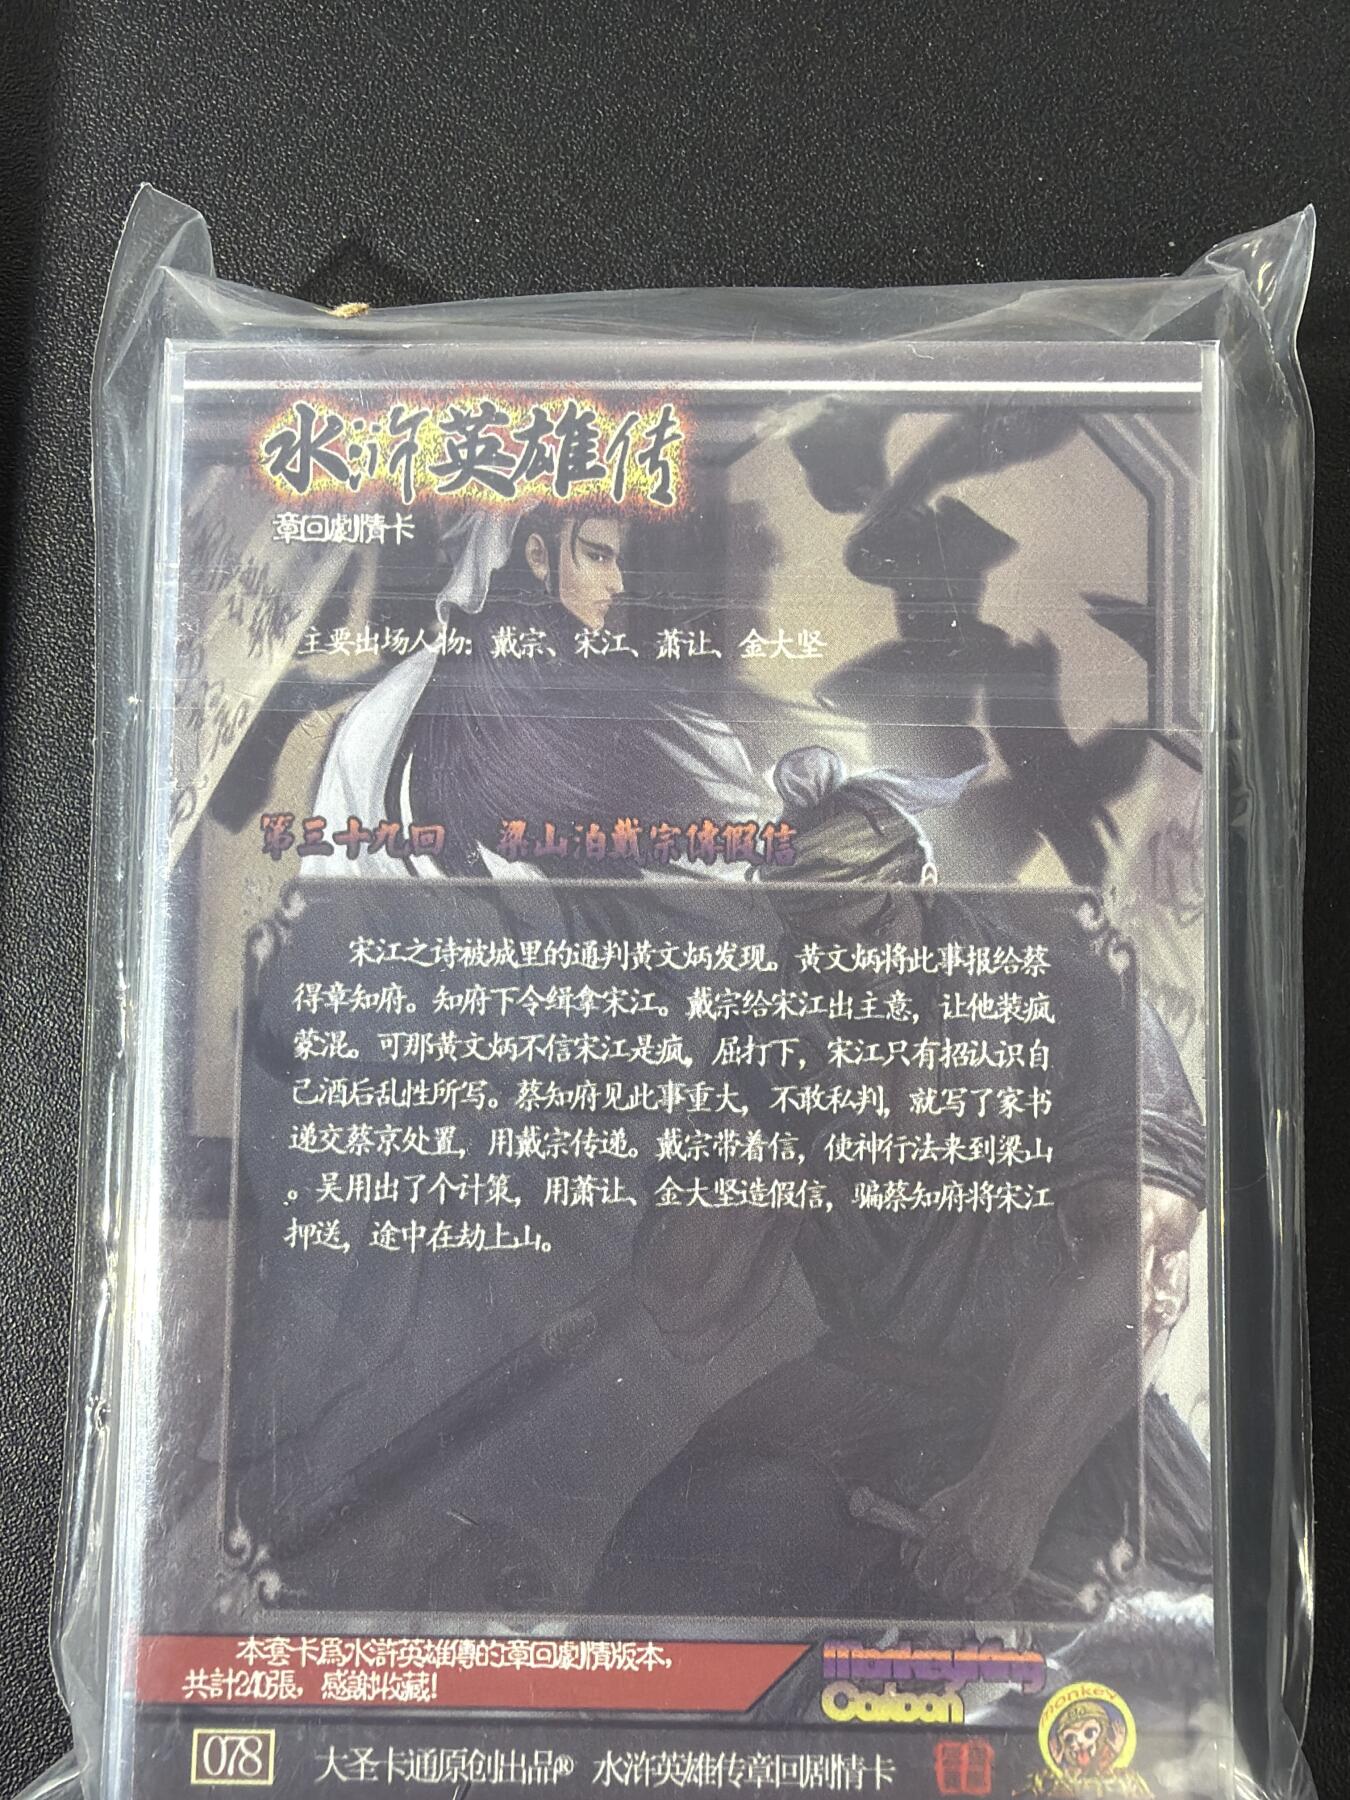 水浒英雄传
章回劇情卡
主要出场人物：戴宗、宋江、萧让、金大坚
第三十九回 梁山泊戴宗傳假信
宋江之诗被城里的通判黄文炳发现。黄文炳将此事报给蔡
得章知府。知府下令缉拿宋江。戴宗给宋江出主意，让他装疯
蒙混。可那黄文炳不信宋江是疯，屈打下，宋江只有招认识自
己酒后乱性所写。蔡知府见此事重大，不敢私判，就写了家书
递交蔡京处置，用戴宗传递。戴宗带着信，使神行法来到梁山
。吴用出了个计策，用萧让、金大坚造假信，骗蔡知府将宋江
押送，途中在劫上山。
本套卡爲水滸英雄傳的章回劇情版本，
共計240張，感謝收藏！
MonkeyKing
Catoon
monkey
078 大圣卡通原创出品® 水浒英雄传章回剧情卡